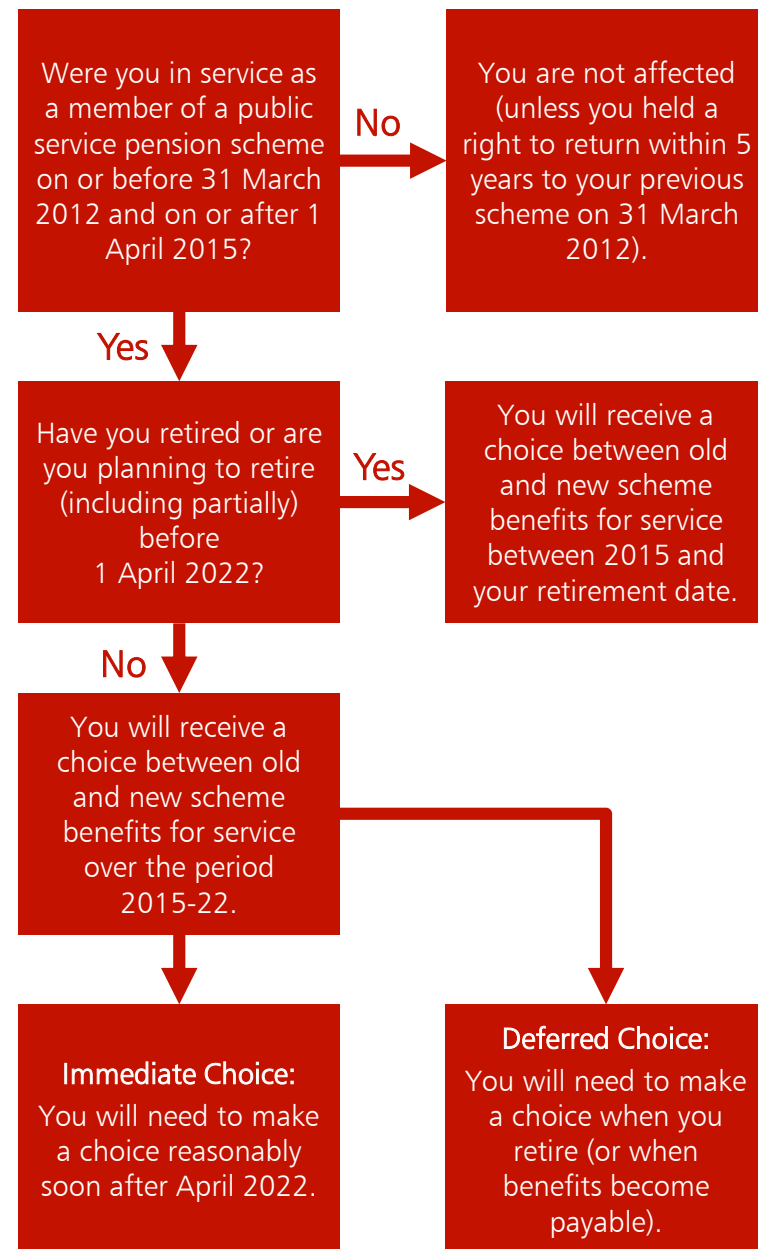 Were you in service as
a member of a public
service pension scheme
on or before 31 March
2012 and on or after 1
April 2015?
No
You are not affected
(unless you held a
right to return within 5
years to your previous
scheme on 31 March
2012).
Yes
Have you retired or are
you planning to retire
(including partially)
before
1 April 2022?
Yes
You will receive a
choice between old
and new scheme
benefits for service
between 2015 and
your retirement date.
No
You will receive a
choice between old
and new scheme
benefits for service
over the period
2015-22.
Immediate Choice:
You will need to make
a choice reasonably
soon after April 2022.
Deferred Choice:
You will need to make
a choice when you
retire (or when
benefits become
payable).